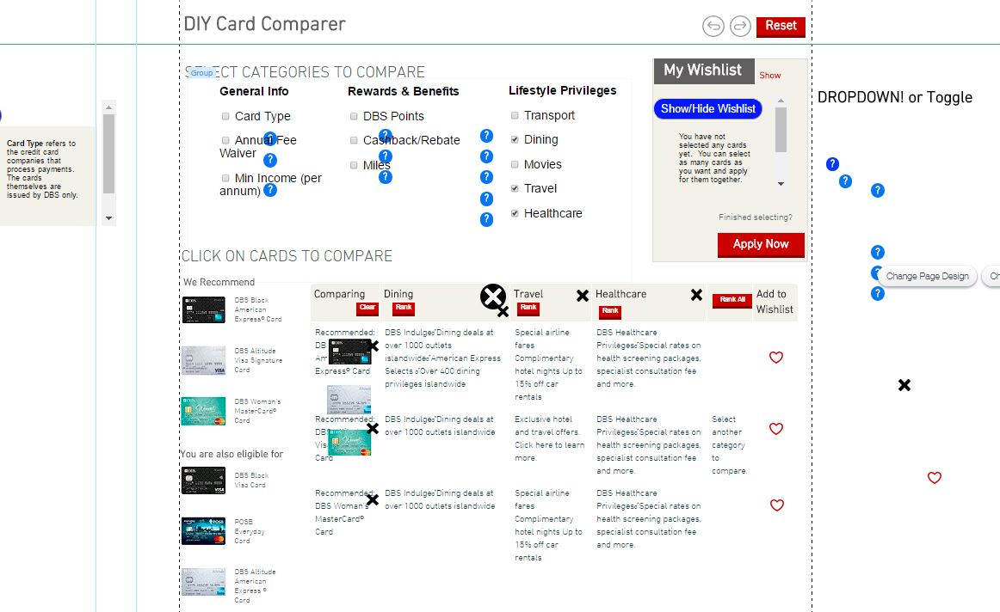 DIY Card Comparer
Reset
SELECT CATEGORIES TO COMPARE
Group
General Info
Card Type
Annual Fee
Waiver
Min Income (per
annum)
Rewards & Benefits
DBS Points
Cashback/Rebate
Miles
Lifestyle Privileges
Transport
Dining
Movies
Travel
Healthcare
My Wishlist
Show
Show/Hide Wishlist
You have not
selected any cards
yet. You can select
as many cards as
you want and apply
for them together.
Finished selecting?
Apply Now
DROPDOWN! or Toggle
Card Type refers to
the credit card
companies that
process payments.
The cards
themselves are
issued by DBS only.
Change Page Design
Ch
CLICK ON CARDS TO COMPARE
We Recommend
DBS Black
American
Express® Card
DBS Altitude
Visa Signature
Card
DBS Woman's
MasterCard®
Card
You are also eligible for
DBS Black
Visa Card
POSB
Everyday
Card
DBS Altitude
American
Express ®
Card
Comparing
Clear
Dining
Rank
Travel
Rank
Healthcare
Rank
Rank All
Add to
Wishlist
Recommended:
DB
Am
Express® Card
DBS Indulge:"Dining deals at
over 1000 outlets
islandwide"American Express
Selects :"Over 400 dining
privileges islandwide
Special airline
fares
Complimentary
hotel nights Up to
15% off car
rentals
DBS Healthcare
Privileges:"Special rates on
health screening packages,
specialist consultation fee
and more.
Recommended:
DBS
Vis
Card
DBS Indulge:"Dining deals at
over 1000 outlets islandwide
Exclusive hotel
and travel offers.
Click here to learn
more.
DBS Healthcare
Privileges:"Special rates on
health screening packages,
specialist consultation fee
and more.
Select
another
category
to
compare.
Recommended:
DBS Woman's
MasterCard®
Card
DBS Indulge:"Dining deals at
over 1000 outlets islandwide
Special airline
fares
Complimentary
hotel nights Up to
15% off car
rentals
DBS Healthcare
Privileges:"Special rates on
health screening packages,
specialist consultation fee
and more.